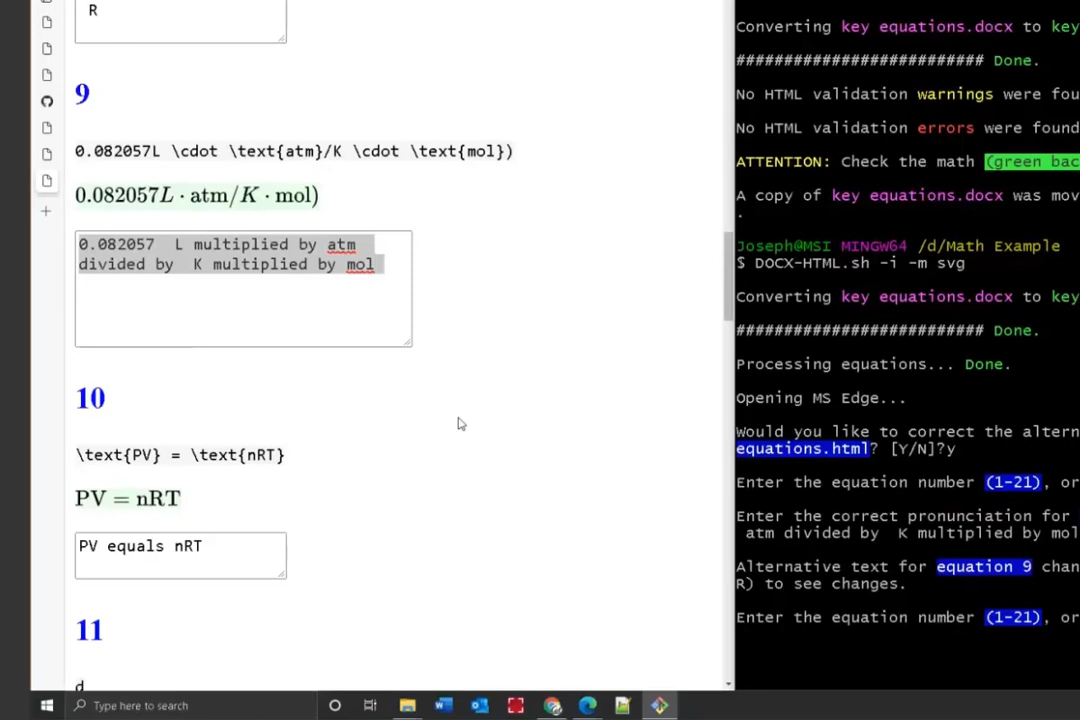 R
9
0.082057L \cdot \text{atm}/K \cdot \text{mol})
0.082057L · atm/K · mol)
0.082057  L multiplied by atm
divided by  K multiplied by mol
10
\text{PV} = \text{nRT}
PV = nRT
PV equals nRT
11
d
Type here to search
Converting key equations.docx to key
######################### Done.
No HTML validation warnings were fou
No HTML validation errors were found
ATTENTION: Check the math (green bac
A copy of key equations.docx was mov
.
Joseph@MSI MINGW64 /d/Math Example
$ DOCX-HTML.sh -i -m svg
Converting key equations.docx to key
######################### Done.
Processing equations... Done.
Opening MS Edge...
Would you like to correct the altern
equations.html? [Y/N]?y
Enter the equation number (1-21), or
Enter the correct pronunciation for
atm divided by  K multiplied by mol
Alternative text for equation 9 chan
R) to see changes.
Enter the equation number (1-21), or